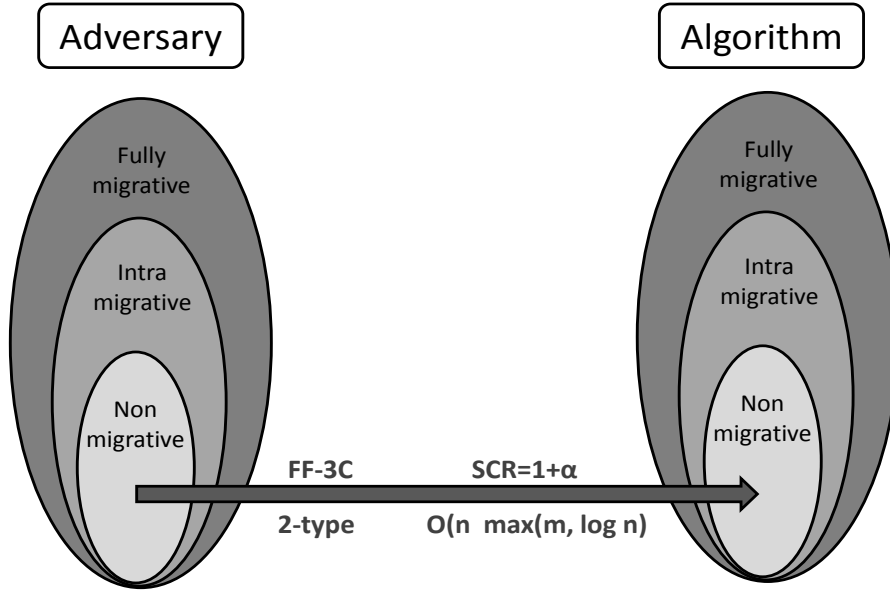 Adversary
Algorithm
Fully
migrative
Intra
migrative
Non
migrative
Fully
migrative
Intra
migrative
Non
migrative
FF-3C
SCR=1+α
2-type
O(n max(m, log n)